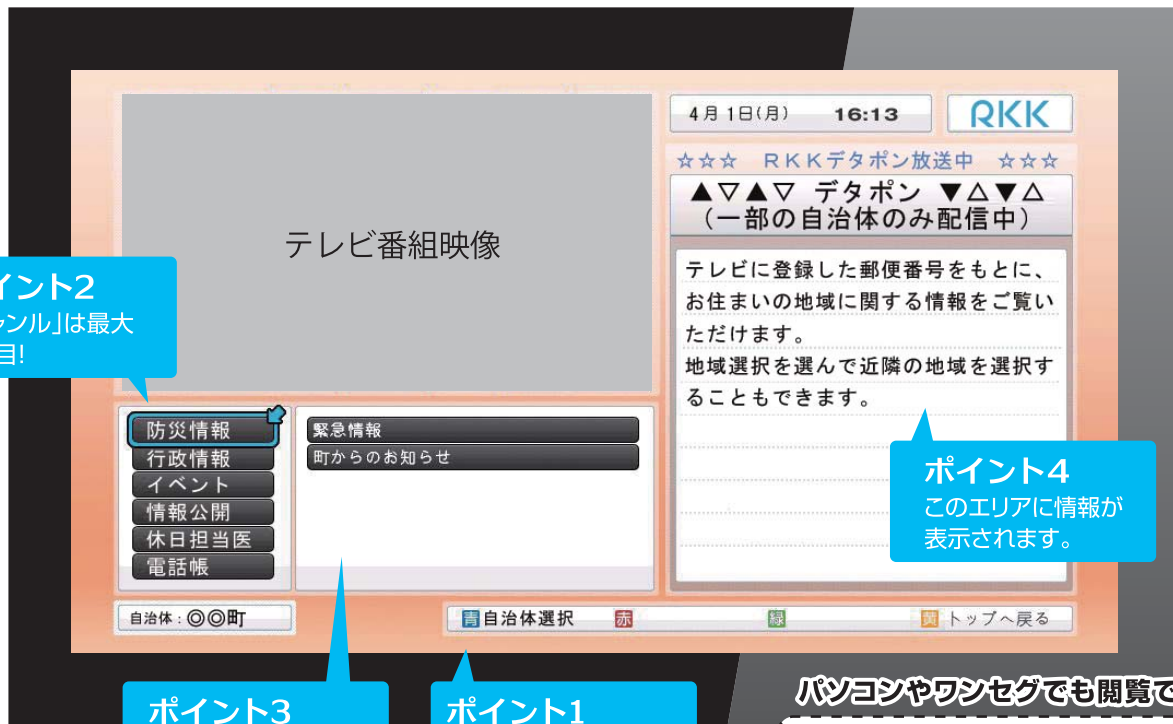 4月1日(月) 16:13
RKK
☆☆☆ RKKデタポン放送中 ☆☆☆
▲▽▲▽ デタポン ▼△▼△
(一部の自治体のみ配信中)
テレビ番組映像
テレビに登録した郵便番号をもとに、
お住まいの地域に関する情報をご覧い
ただけます。
地域選択を選んで近隣の地域を選択す
ることもできます。
イント2
ャンル」は最大
目!
防災情報
行政情報
イベント
情報公開
休日担当医
電話帳
緊急情報
町からのお知らせ
ポイント4
このエリアに情報が
表示されます。
自治体:◎◎町
青 自治体選択 赤 緑 黄 トップへ戻る
ポイント3
ポイント1
パソコンやワンセグでも閲覧で